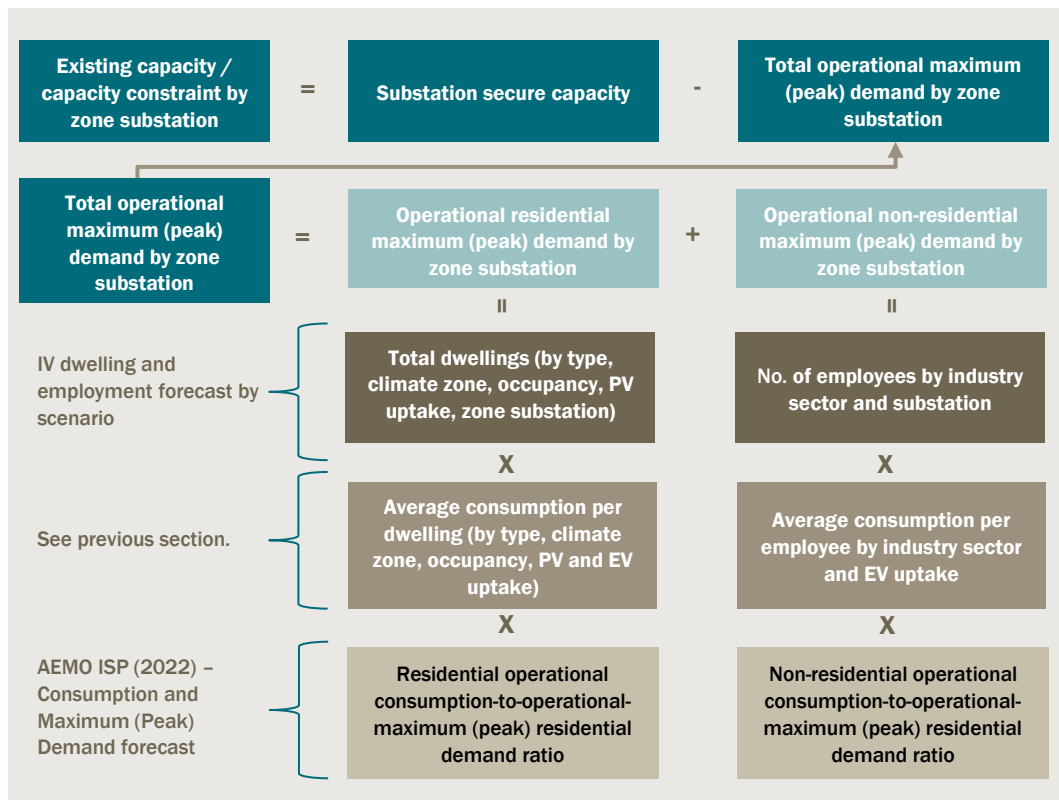 Existing capacity /
capacity constraint by
zone substation
=
Substation secure capacity
-
Total operational maximum
(peak) demand by zone
substation
Total operational
maximum (peak)
demand by zone
substation
=
Operational residential
maximum (peak) demand by
zone substation
+
Operational non-residential
maximum (peak) demand by
zone substation
=
=
IV dwelling and
employment forecast by
scenario
Total dwellings (by type,
climate zone, occupancy, PV
uptake, zone substation)
No. of employees by industry
sector and substation
X
X
See previous section.
Average consumption per
dwelling (by type, climate
zone, occupancy, PV and EV
uptake)
Average consumption per
employee by industry sector
and EV uptake
X
X
AEMO ISP (2022) –
Consumption and
Maximum (Peak)
Demand forecast
Residential operational
consumption-to-operational-
maximum (peak) residential
demand ratio
Non-residential operational
consumption-to-operational-
maximum (peak) residential
demand ratio